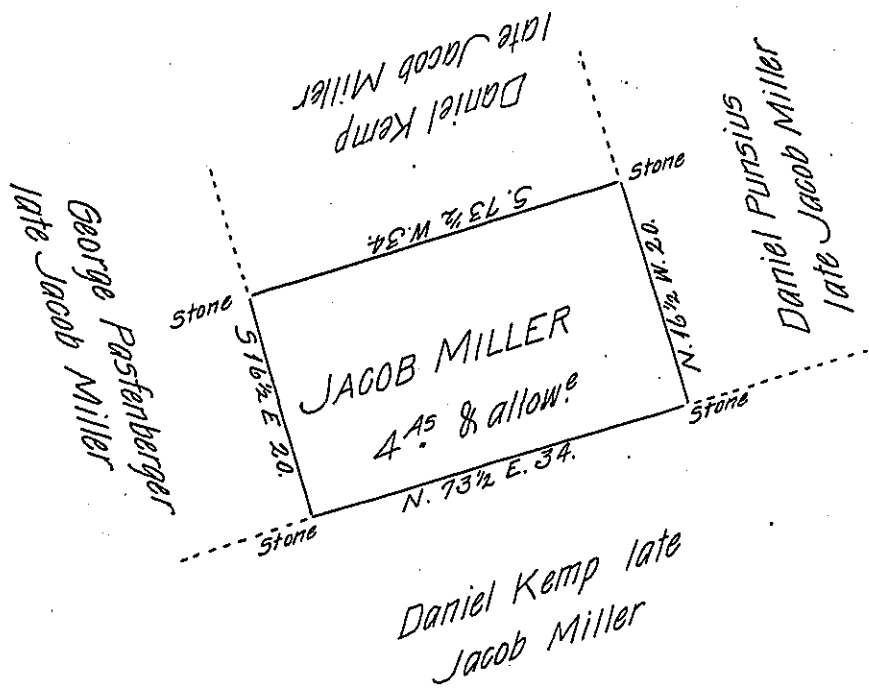 late Jacob Miller
Daniel Kemp
Stone
S. 73½ W. 34.
Daniel Punsius
late Jacob Miller
George Pasfenberger
late Jacob Miller
Stone
S 16½ E 20.
N. 16½ W. 20.
JACOB MILLER
4 As & allowe
Stone
N. 73½ E. 34.
Stone
Daniel Kemp late
Jacob Miller